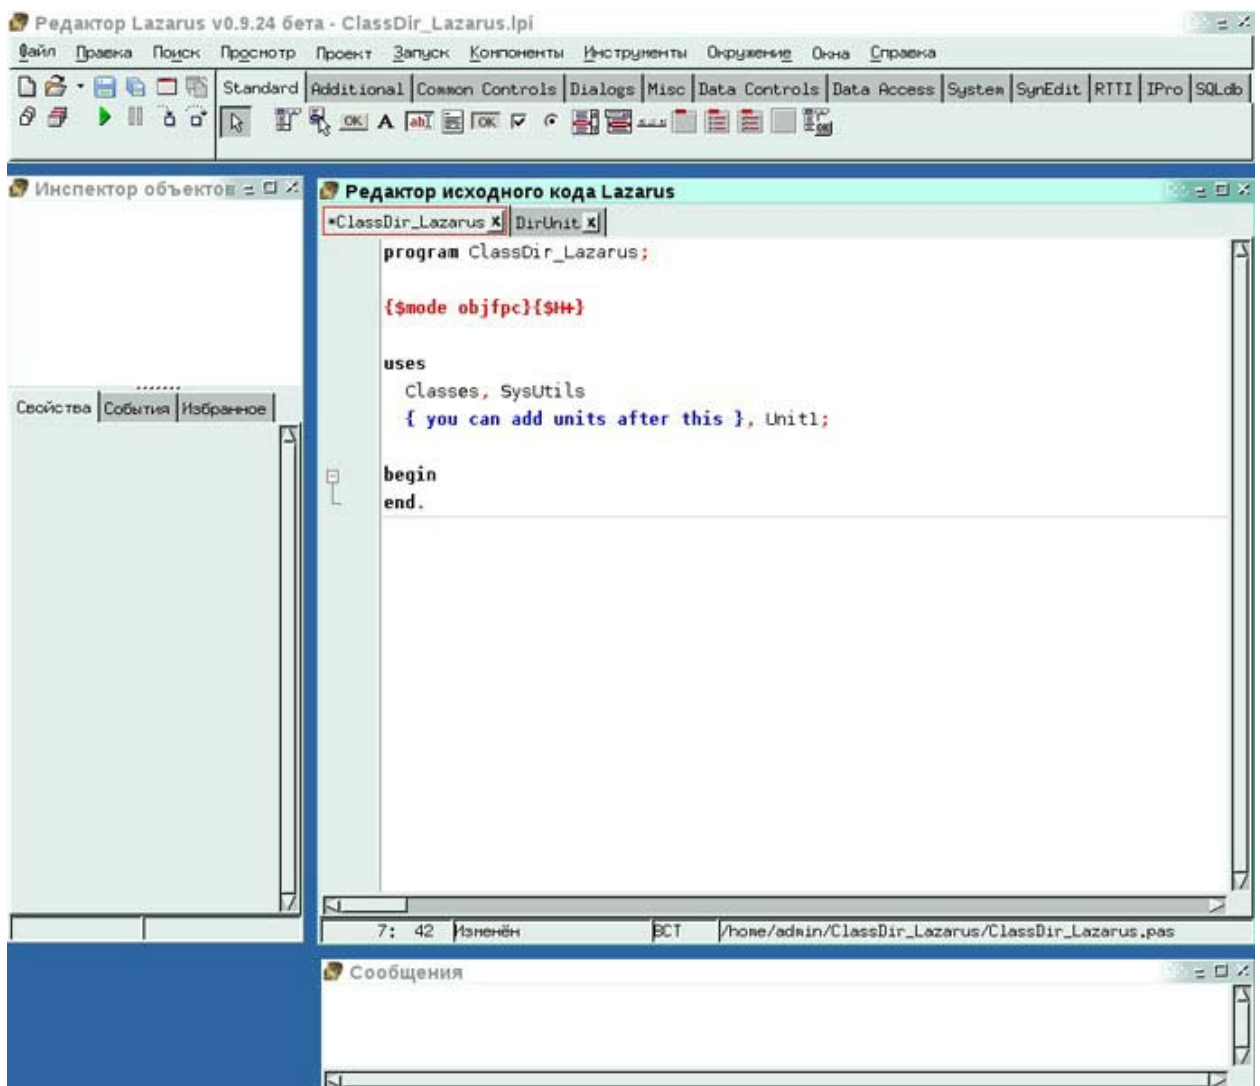 Редактор Lazarus v0.9.24 бета - ClassDir_Lazarus.lpi
Файл Правка Поиск Просмотр Проект Запуск Компоненты Инструменты Окружение Окна Справка
Standard Additional Common Controls Dialogs Misc Data Controls Data Access System SynEdit RTTI IPro SQLdb
OK A abI OK OK
Инспектор объектов
Редактор исходного кода Lazarus
*ClassDir_Lazarus DirUnit
program ClassDir_Lazarus;
{$mode objfpc}{$H+}
uses
Classes, SysUtils
{ you can add units after this }, Unit1;
begin
end.
Свойства События Избранное
7: 42 Изменён ВСТ /home/admin/ClassDir_Lazarus/ClassDir_Lazarus.pas
Сообщения